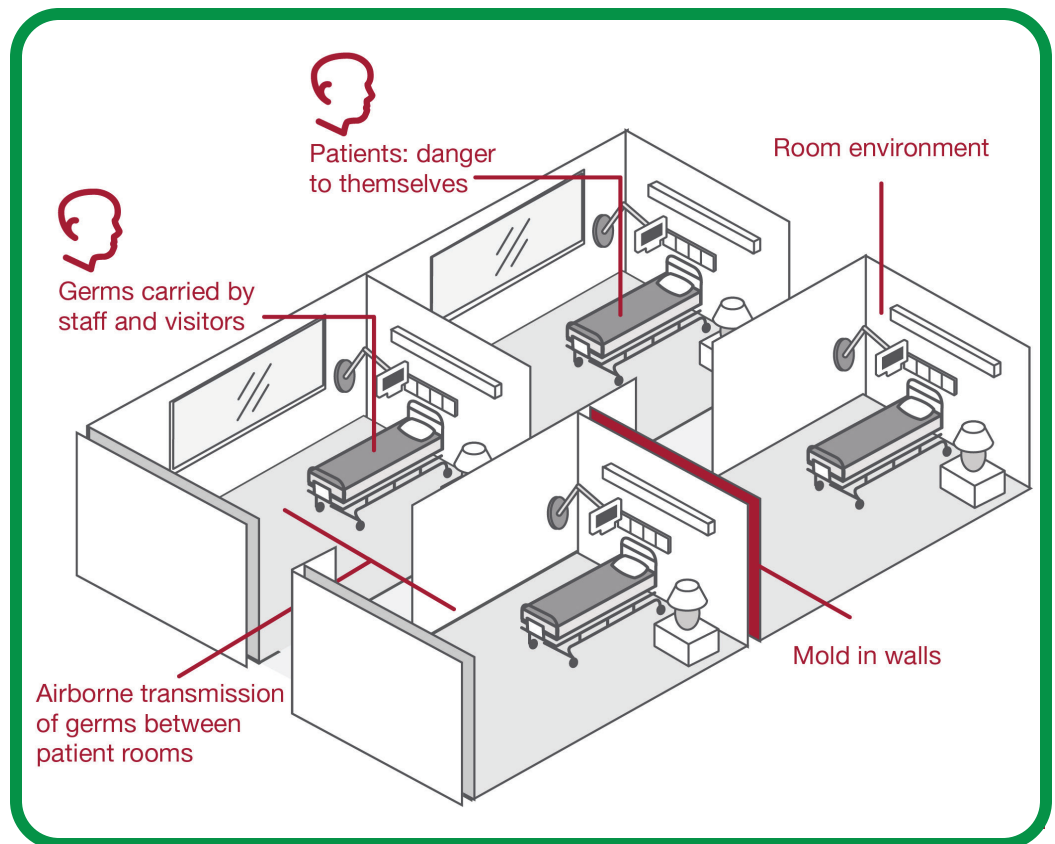 Patients: danger
to themselves
Room environment
Germs carried by
staff and visitors
Mold in walls
Airborne transmission
of germs between
patient rooms